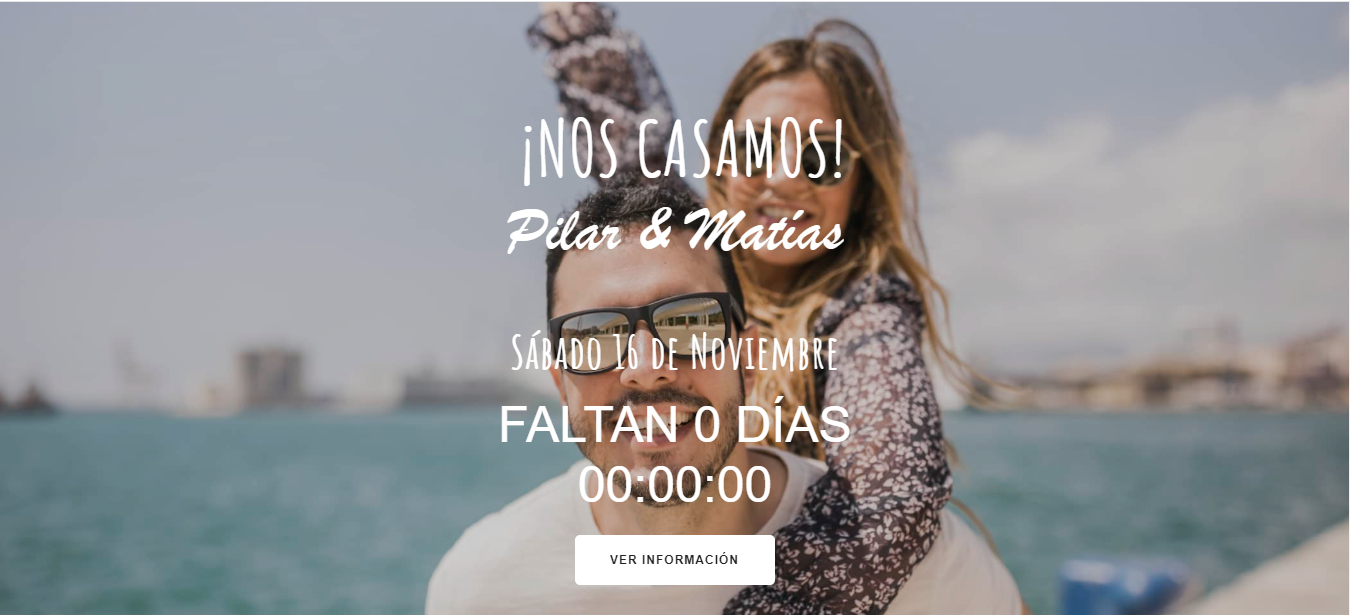 ¡NOS CASAMOS!
Pilar & Matías
Sábado 16 de Noviembre
FALTAN 0 DÍAS
00:00:00
VER INFORMACIÓN